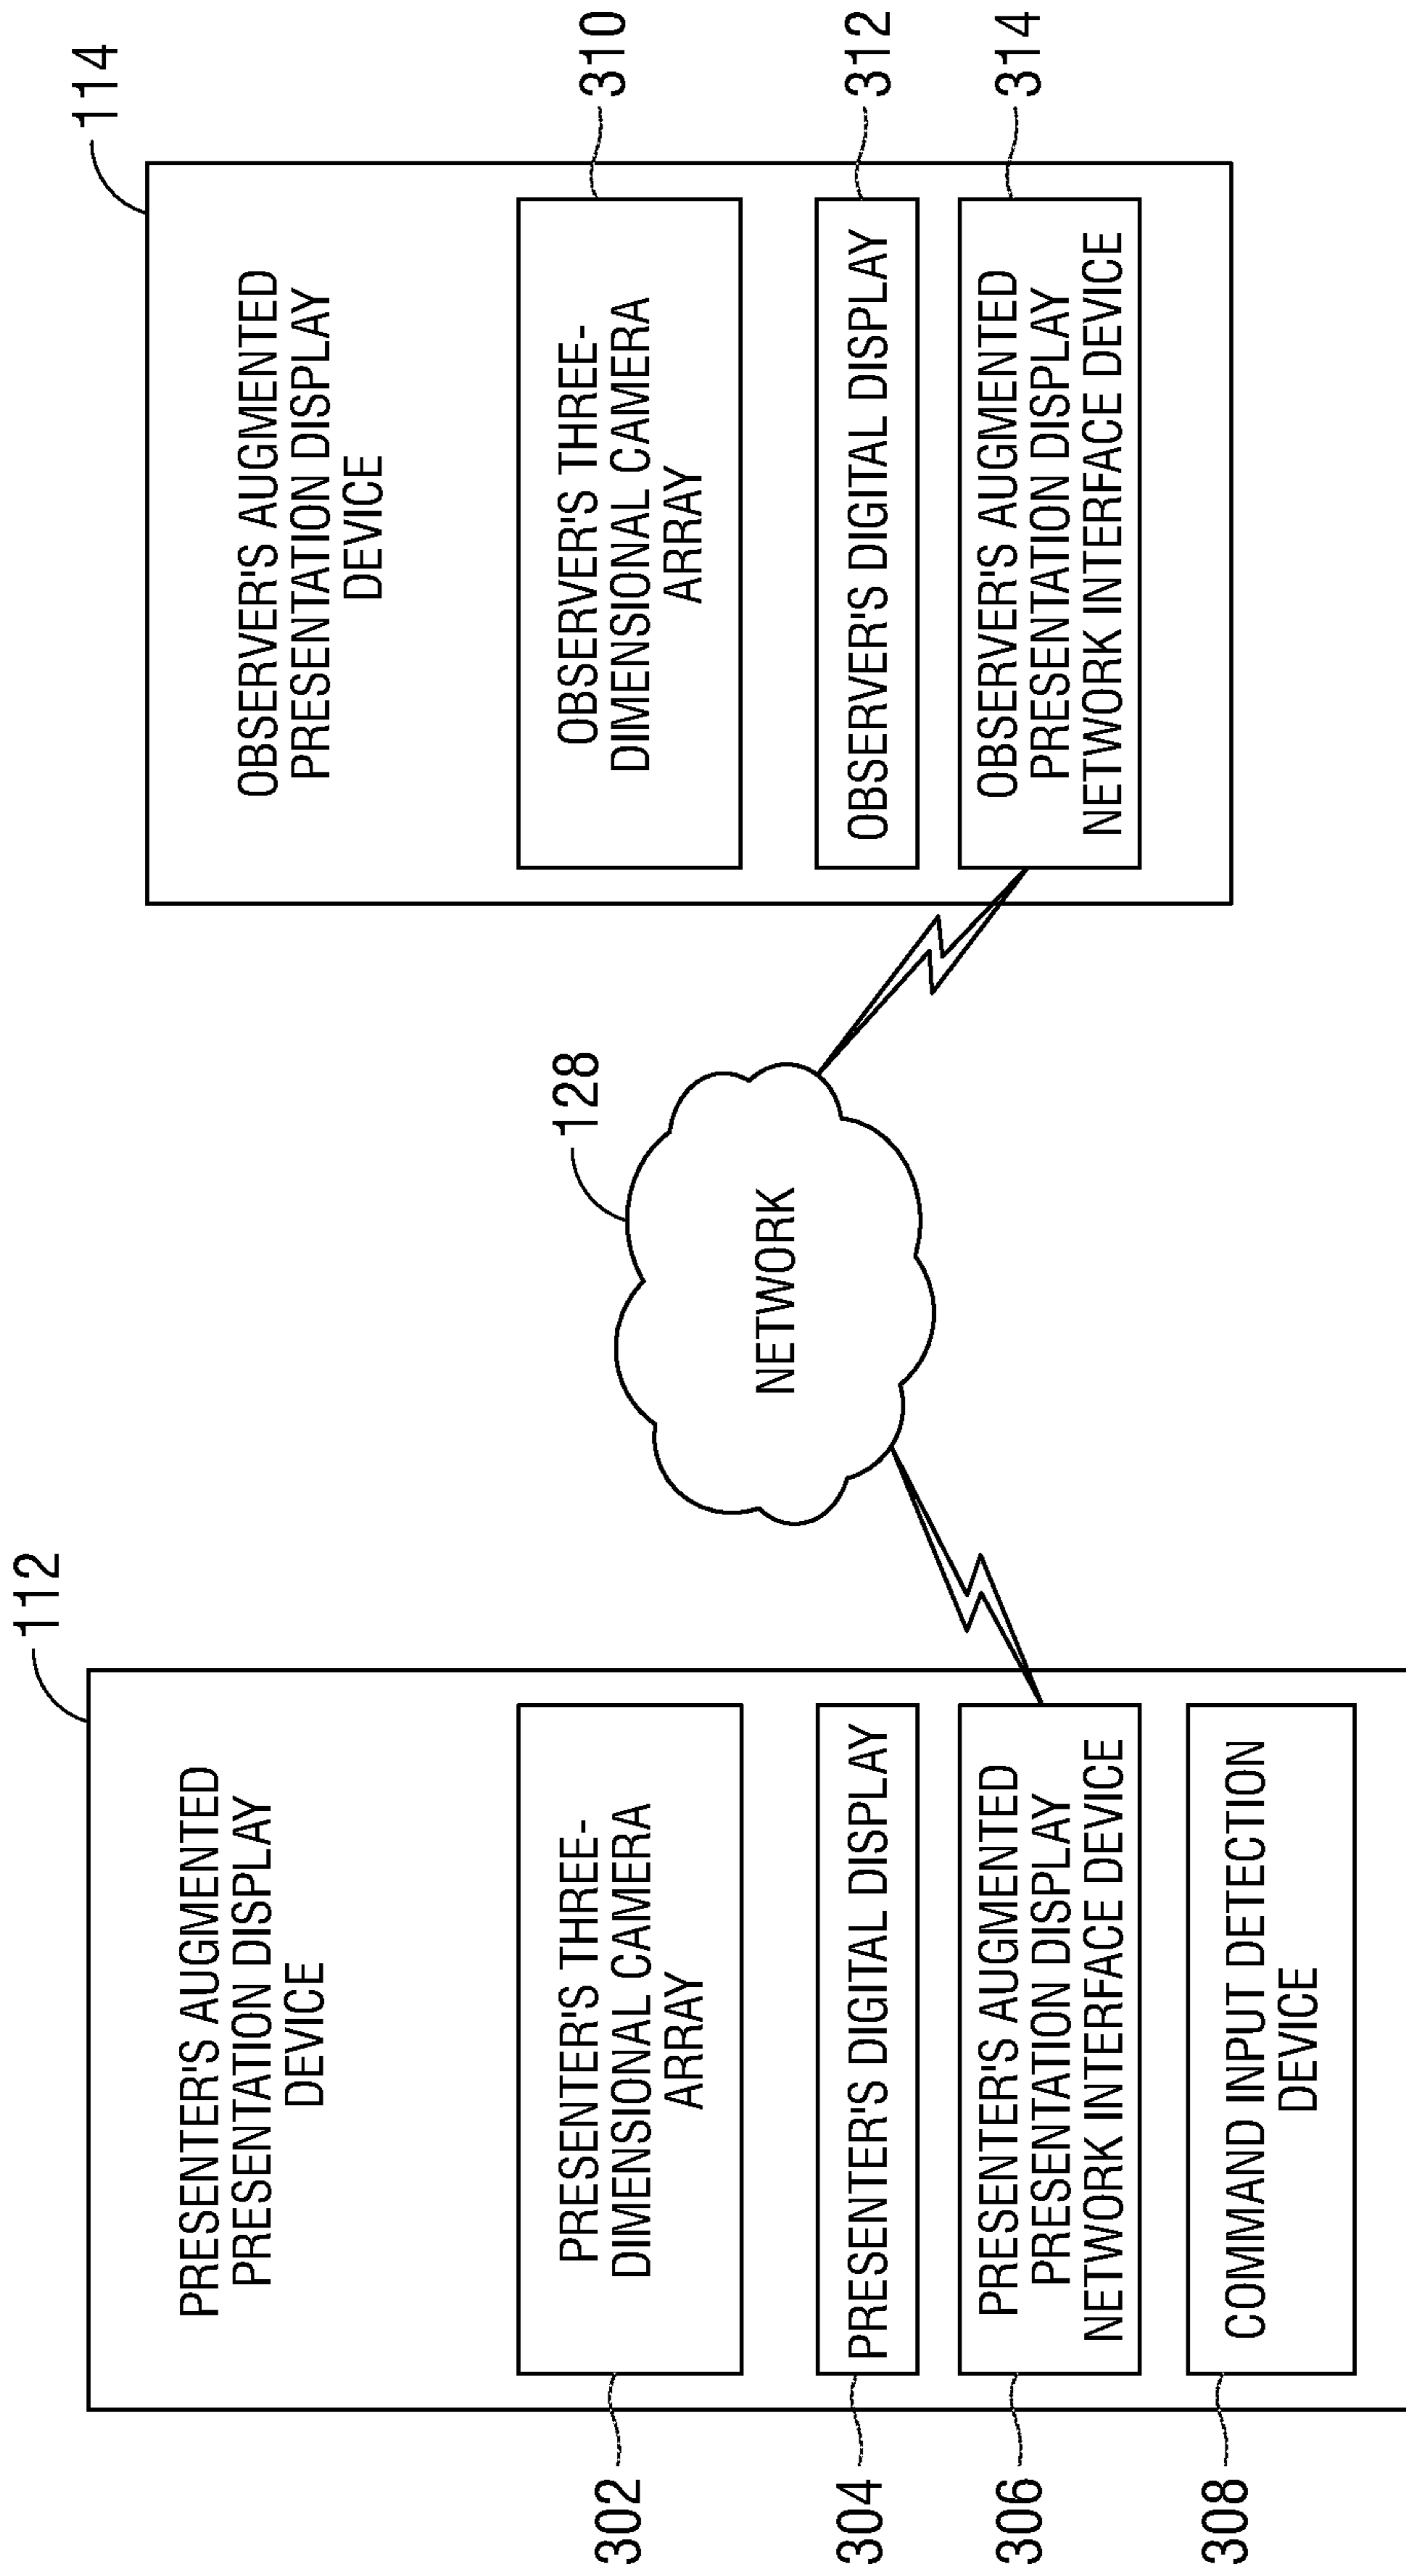 112
PRESENTER'S AUGMENTED
PRESENTATION DISPLAY
DEVICE
302
PRESENTER'S THREE-
DIMENSIONAL CAMERA
ARRAY
304
PRESENTER'S DIGITAL DISPLAY
306
PRESENTER'S AUGMENTED
PRESENTATION DISPLAY
NETWORK INTERFACE DEVICE
308
COMMAND INPUT DETECTION
DEVICE
128
NETWORK
114
OBSERVER'S AUGMENTED
PRESENTATION DISPLAY
DEVICE
OBSERVER'S THREE-
DIMENSIONAL CAMERA
ARRAY
310
OBSERVER'S DIGITAL DISPLAY
312
OBSERVER'S AUGMENTED
PRESENTATION DISPLAY
NETWORK INTERFACE DEVICE
314